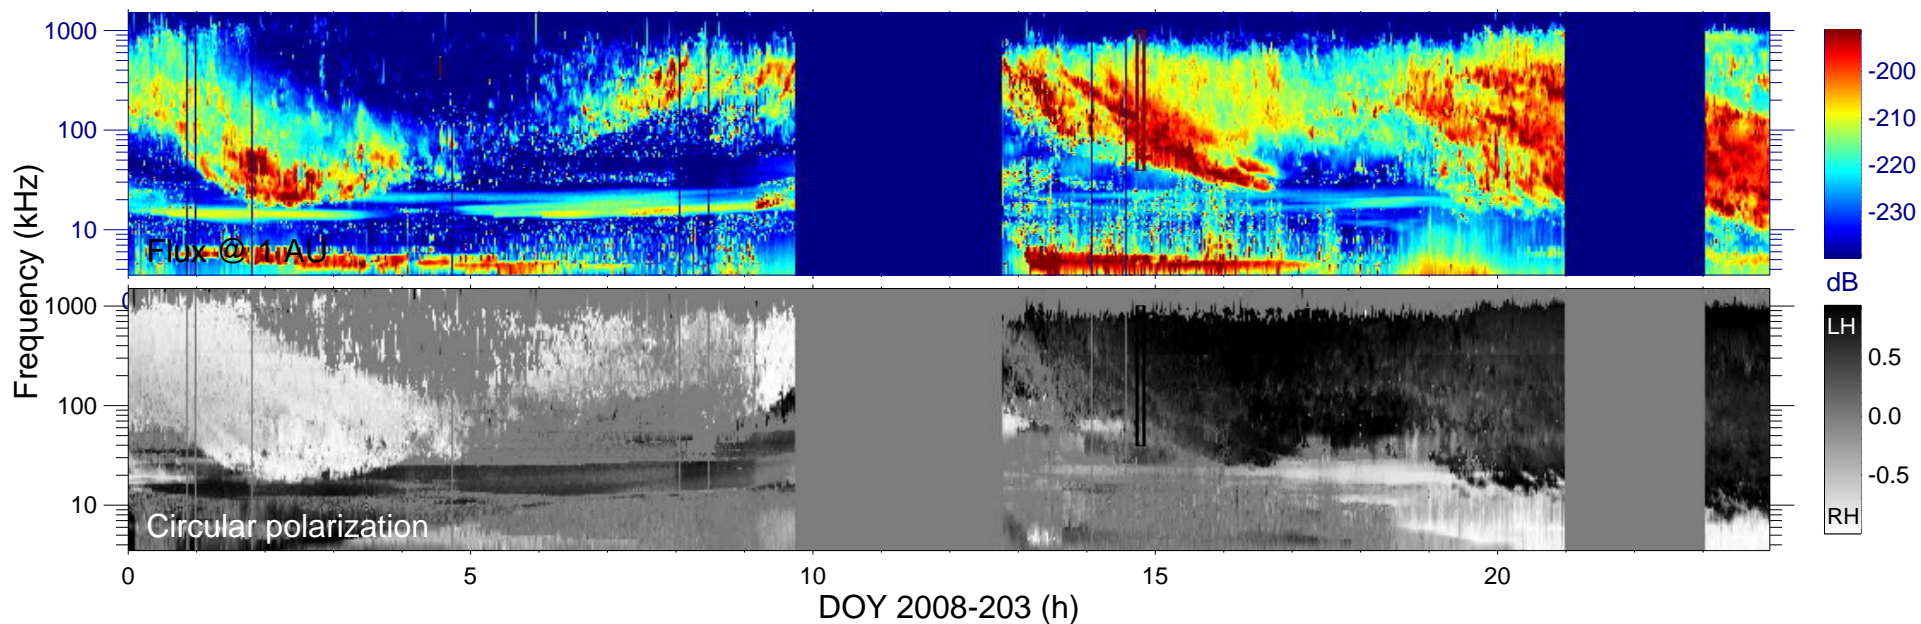 1000
100
10
Flux @ 1 AU
-200
-210
-220
-230
dB
0
Frequency (kHz)
1000
100
10
Circular polarization
LH
0.5
0.0
-0.5
RH
0
5
10
15
20
DOY 2008-203 (h)